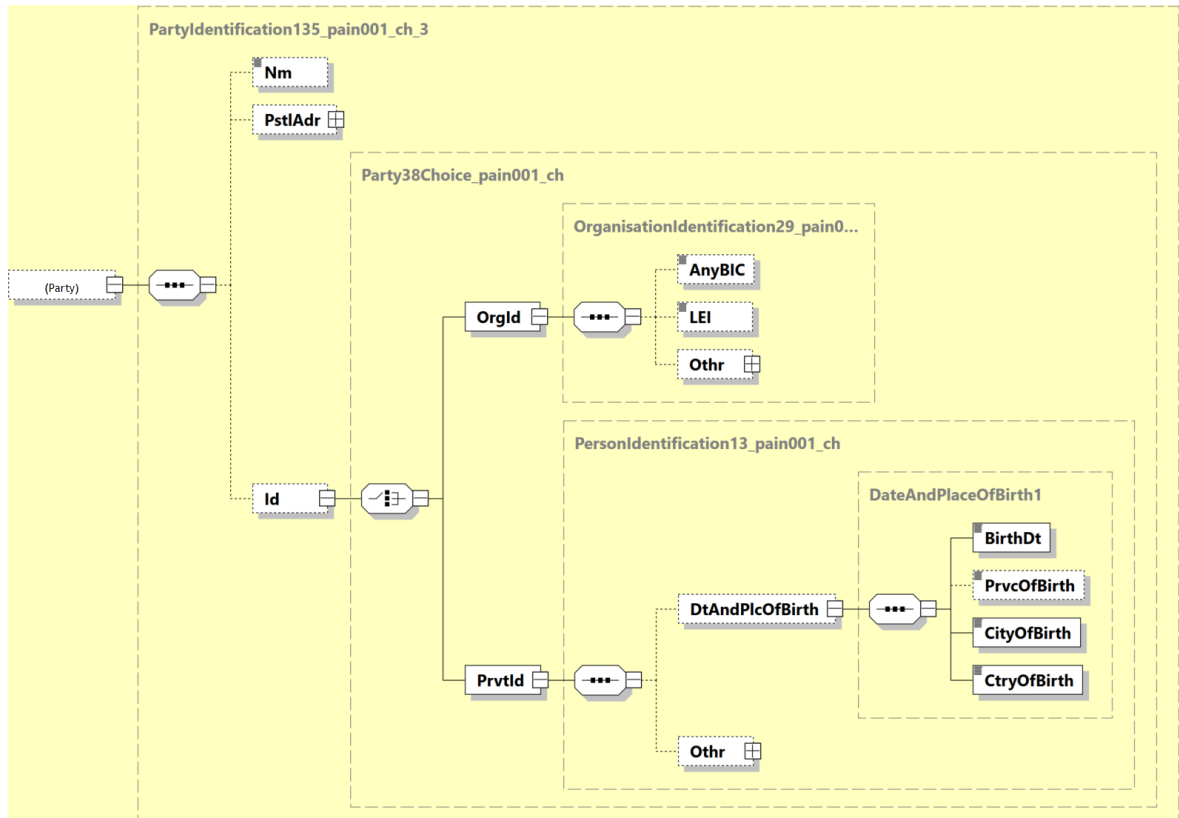 PartyIdentification135_pain001_ch_3
Nm
PstlAdr
Party38Choice_pain001_ch
OrganisationIdentification29_pain0...
AnyBIC
(Party)
OrgId
LEI
Othr
PersonIdentification13_pain001_ch
DateAndPlaceOfBirth1
Id
BirthDt
PrvcOfBirth
DtAndPlcOfBirth
CityOfBirth
PrvtId
CtryOfBirth
Othr